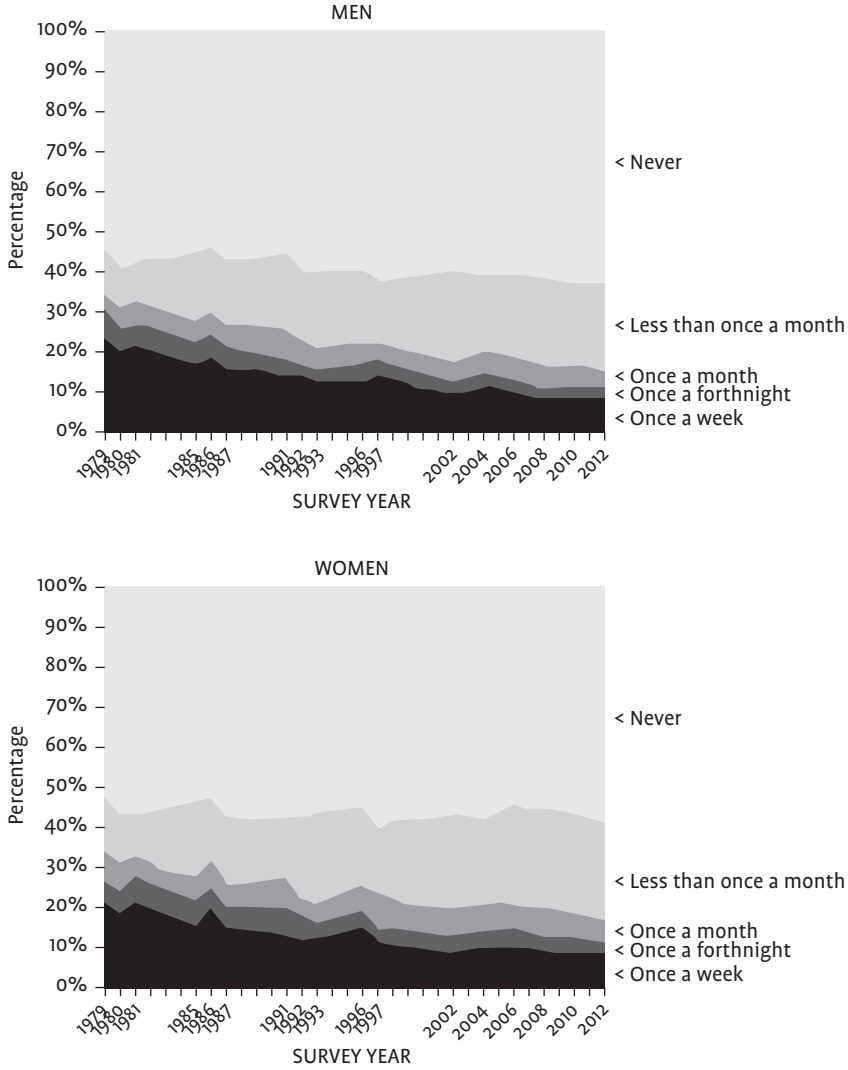 MEN
100%
90%
80%
70%
60%
50%
40%
30%
20%
10%
0%
Percentage
< Never
< Less than once a month
< Once a month
< Once a forthnight
< Once a week
1979 1980 1981 1985 1986 1987 1991 1992 1993 1996 1997 2002 2004 2006 2008 2010 2012
SURVEY YEAR
WOMEN
100%
90%
80%
70%
60%
50%
40%
30%
20%
10%
0%
Percentage
< Never
< Less than once a month
< Once a month
< Once a forthnight
< Once a week
1979 1980 1981 1985 1986 1987 1991 1992 1993 1996 1997 2002 2004 2006 2008 2010 2012
SURVEY YEAR